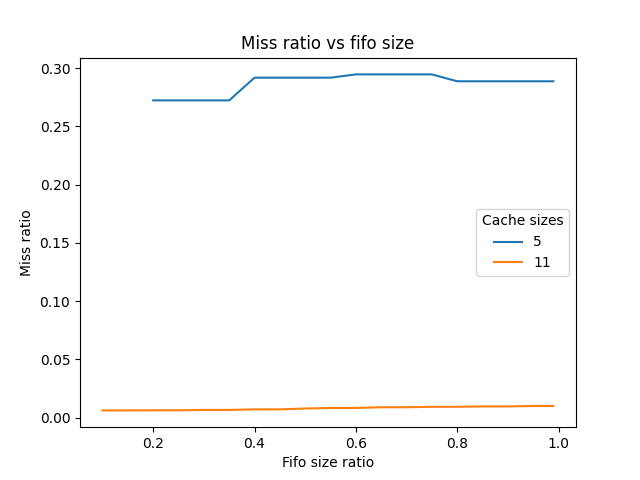 Miss ratio vs fifo size
Miss ratio
0.30
0.25
0.20
0.15
0.10
0.05
0.00
Cache sizes
5
11
0.2 0.4 0.6 0.8 1.0
Fifo size ratio